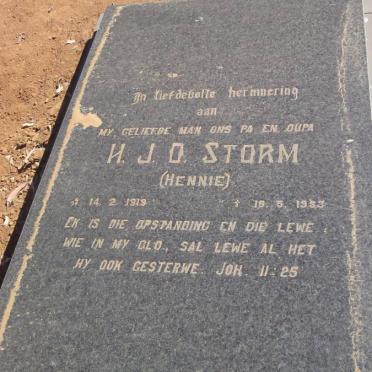 In liefdevolle herinnering
aan
MY GELIEFDE MAN ONS PA EN OUPA
H. J. O. STORM
(HENNIE)
* 14. 2. 1919 † 19. 5. 1983
EK IS DIE OPSTANDING EN DIE LEWE:
WIE IN MY GLO, SAL LEWE AL HET
HY OOK GESTERWE. JOH. 11:25